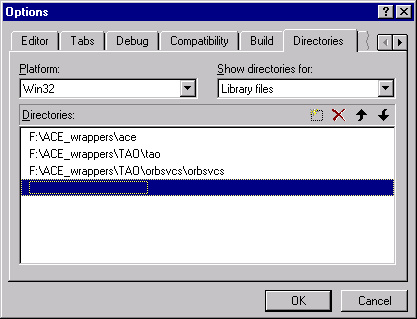 Options
Editor Tabs Debug Compatibility Build Directories
Platform: Show directories for:
Win32 Library files
Directories:
F:\ACE_wrappers\ace
F:\ACE_wrappers\TAO\tao
F:\ACE_wrappers\TAO\orbsvcs\orbsvcs
OK Cancel